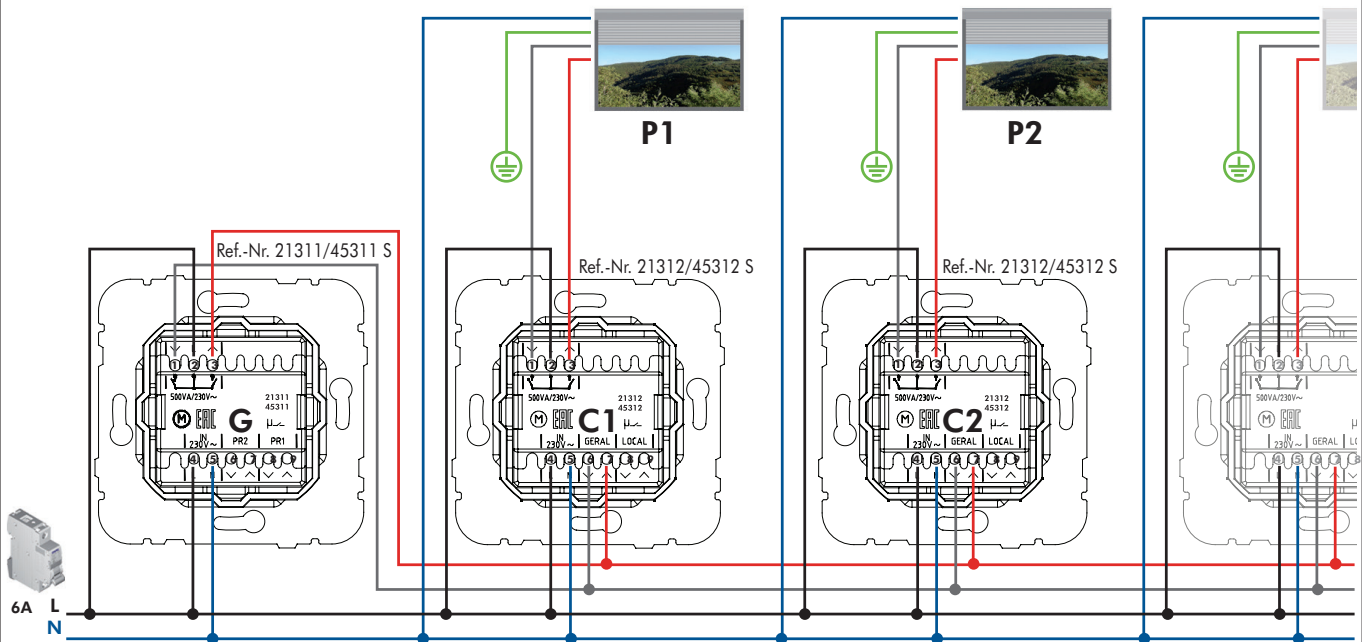 P1
P2
Ref.-Nr. 21311/45311 S
Ref.-Nr. 21312/45312 S
Ref.-Nr. 21312/45312 S
1 2 3
500VA/230V~
21311
45311
M EAC G
IN
230V~ PR2 PR1
4 5 6 7 8 9
1 2 3
500VA/230V~
21312
45312
M EAC C1
IN
230V~ GERAL LOCAL
4 5 6 7 8 9
1 2 3
500VA/230V~
21312
45312
M EAC C2
IN
230V~ GERAL LOCAL
4 5 6 7 8 9
1 2 3
500VA/230V~
M EAC
IN
230V~ GERAL
4 5 6 7 8
6A L
N